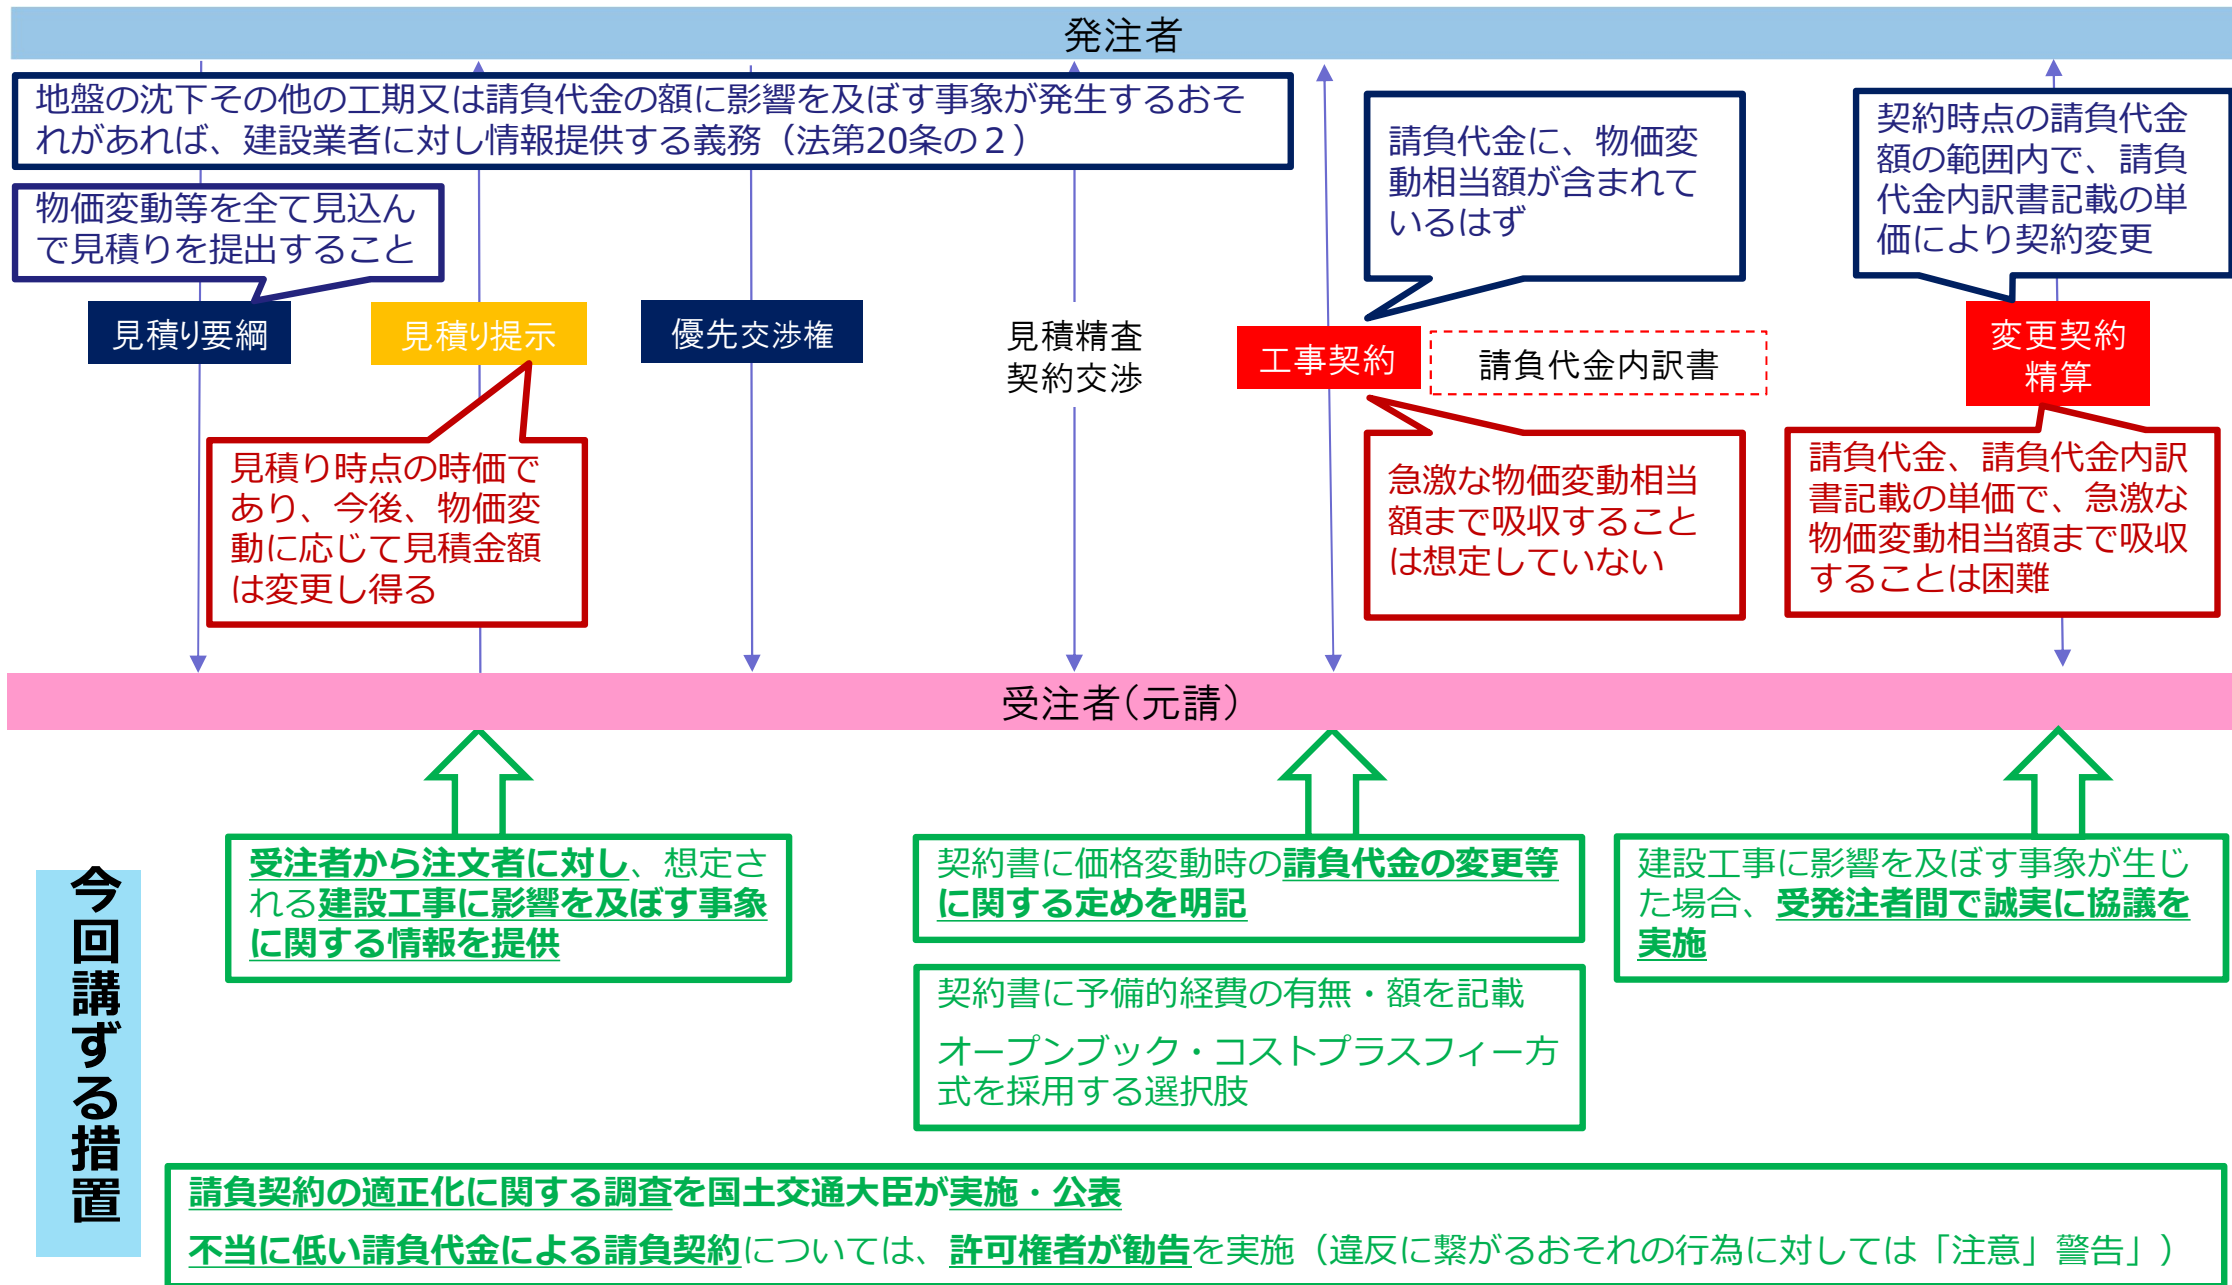 発注者
地盤の沈下その他の工期又は請負代金の額に影響を及ぼす事象が発生するおそ
れがあれば、建設業者に対し情報提供する義務（法第20条の２）
物価変動等を全て見込ん
で見積りを提出すること
請負代金に、物価変
動相当額が含まれて
いるはず
契約時点の請負代金
額の範囲内で、請負
代金内訳書記載の単
価により契約変更
見積り要綱
見積り提示
優先交渉権
見積精査
契約交渉
工事契約
請負代金内訳書
変更契約
精算
見積り時点の時価で
あり、今後、物価変
動に応じて見積金額
は変更し得る
急激な物価変動相当
額まで吸収すること
は想定していない
請負代金、請負代金内訳
書記載の単価で、急激な
物価変動相当額まで吸収
することは困難
受注者（元請）
今回講ずる措置
受注者から注文者に対し、想定さ
れる建設工事に影響を及ぼす事象
に関する情報を提供
契約書に価格変動時の請負代金の変更等
に関する定めを明記
契約書に予備的経費の有無・額を記載
オープンブック・コストプラスフィー方
式を採用する選択肢
建設工事に影響を及ぼす事象が生じ
た場合、受発注者間で誠実に協議を
実施
請負契約の適正化に関する調査を国土交通大臣が実施・公表
不当に低い請負代金による請負契約については、許可権者が勧告を実施（違反に繋がるおそれの行為に対しては「注意」警告」）